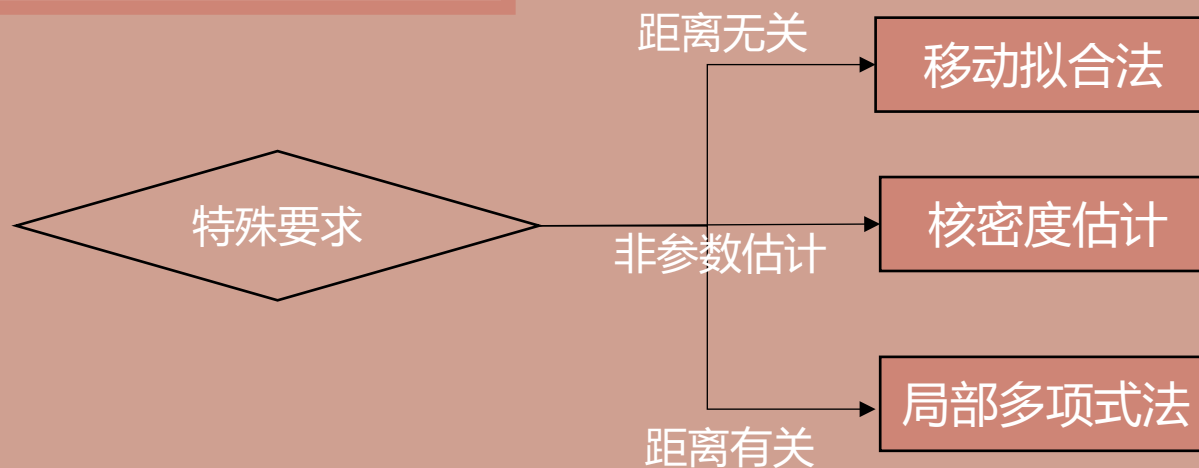 距离无关
移动拟合法
特殊要求
核密度估计
非参数估计
局部多项式法
距离有关